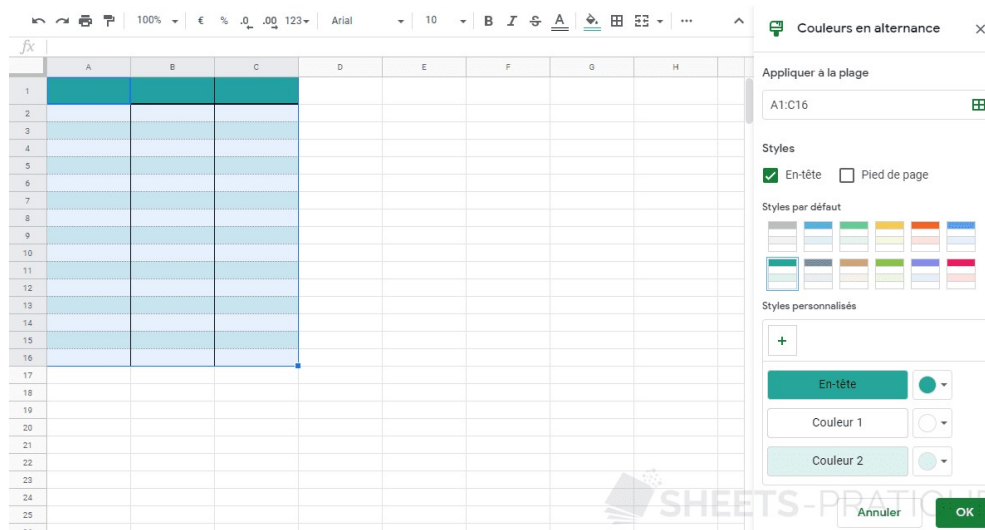 100% € % .0 .00 123 Arial 10 B I S A
fx
A B C D E F G H
1
2
3
4
5
6
7
8
9
10
11
12
13
14
15
16
17
18
19
20
21
22
23
24
25
Couleurs en alternance
Appliquer à la plage
A1:C16
Styles
En-tête Pied de page
Styles par défaut
Styles personnalisés
+
En-tête
Couleur 1
Couleur 2
SHEETS-PRATIQUE
Annuler OK